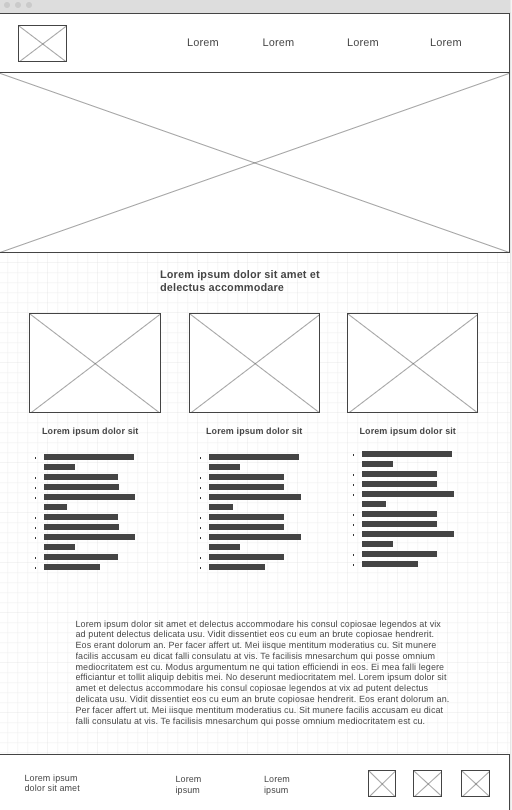 Lorem Lorem Lorem Lorem
Lorem ipsum dolor sit amet et
delectus accommodare
Lorem ipsum dolor sit
Lorem ipsum dolor sit
Lorem ipsum dolor sit
Lorem ipsum dolor sit amet et delectus accommodare his consul copiosae legendos at vix
ad putent delectus delicata usu. Vidit dissentiet eos cu eum an brute copiosae hendrerit.
Eos erant dolorum an. Per facer affert ut. Mei iisque mentitum moderatius cu. Sit munere
facilis accusam eu dicat falli consulatu at vis. Te facilisis mnesarchum qui posse omnium
mediocritatem est cu. Modus argumentum ne qui tation efficiendi in eos. Ei mea falli legere
efficiantur et tollit aliquip debitis mei. No deserunt mediocritatem mel. Lorem ipsum dolor sit
amet et delectus accommodare his consul copiosae legendos at vix ad putent delectus
delicata usu. Vidit dissentiet eos cu eum an brute copiosae hendrerit. Eos erant dolorum an.
Per facer affert ut. Mei iisque mentitum moderatius cu. Sit munere facilis accusam eu dicat
falli consulatu at vis. Te facilisis mnesarchum qui posse omnium mediocritatem est cu.
Lorem ipsum
dolor sit amet
Lorem
ipsum
Lorem
ipsum